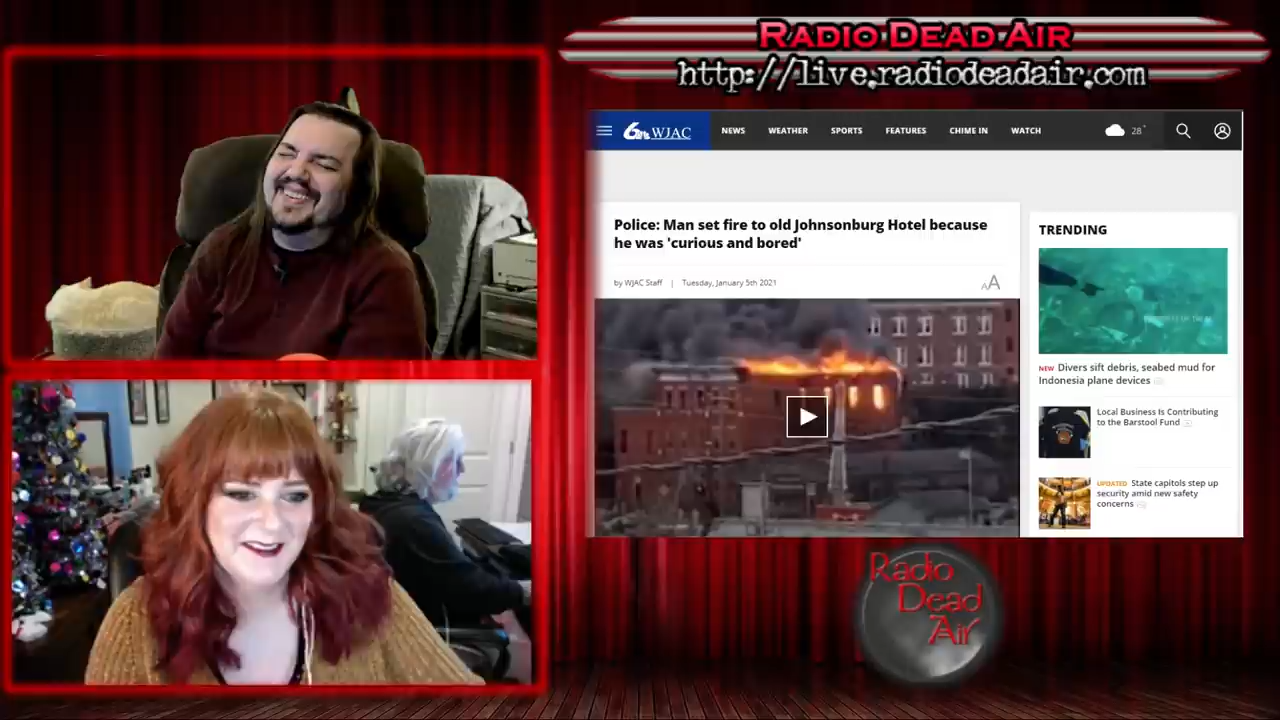 RADIO DEAD AIR
http://live.radiodeadair.com
6 WJAC
NEWS
WEATHER
SPORTS
FEATURES
CHIME IN
WATCH
28°
Police: Man set fire to old Johnsonburg Hotel because
he was 'curious and bored'
by WJAC Staff | Tuesday, January 5th 2021
AA
TRENDING
NEW Divers sift debris, seabed mud for
Indonesia plane devices
Local Business Is Contributing
to the Barstool Fund
UPDATED State capitols step up
security amid new safety
concerns
Radio
Dead
Air